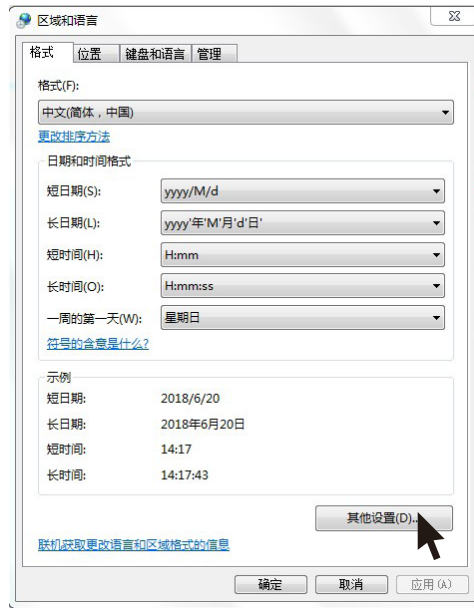 区域和语言
格式 位置 键盘和语言 管理
格式(F):
中文(简体，中国)
更改排序方法
日期和时间格式
短日期(S): yyyy/M/d
长日期(L): yyyy'年'M'月'd'日'
短时间(H): H:mm
长时间(O): H:mm:ss
一周的第一天(W): 星期日
符号的含意是什么?
示例
短日期: 2018/6/20
长日期: 2018年6月20日
短时间: 14:17
长时间: 14:17:43
其他设置(D)...
联机获取更改语言和区域格式的信息
确定 取消 应用(A)